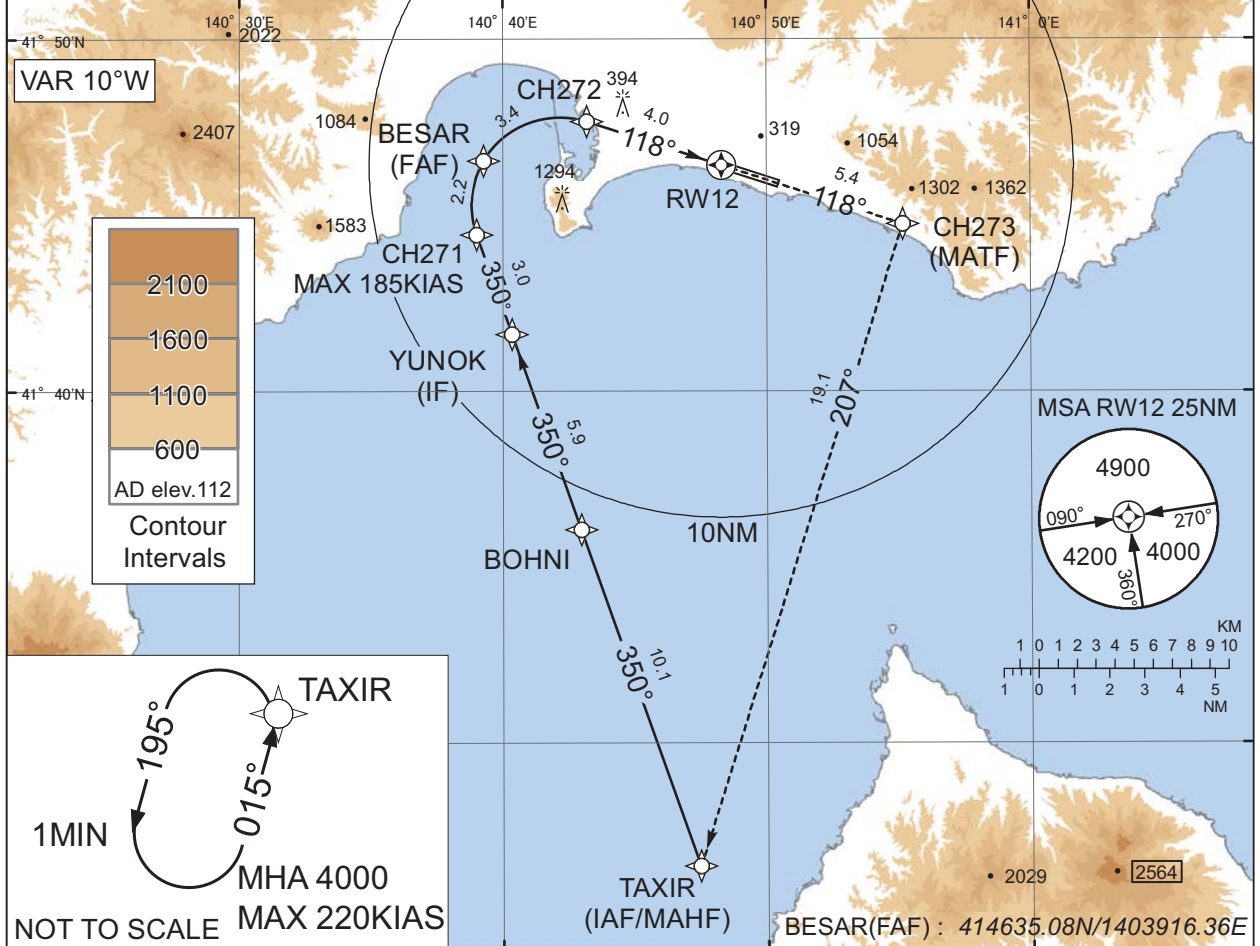 140° 30'E
140° 40'E
140° 50'E
141° 0'E
41° 50'N
2022
VAR 10°W
2407
1084
BESAR
(FAF)
3.4
CH272
394
4.0
118°
319
1054
1294
2.2
RW12
5.4
118°
1302
1362
CH273
(MATF)
1583
CH271
MAX 185KIAS
3.0
350°
2100
1600
1100
600
AD elev.112
Contour
Intervals
YUNOK
(IF)
41° 40'N
19.1
207°
5.9
350°
MSA RW12 25NM
4900
090°
270°
4200
4000
360°
10NM
BOHNI
KM
1 0 1 2 3 4 5 6 7 8 9 10
1 0 1 2 3 4 5
NM
10.1
350°
TAXIR
195°
015°
1MIN
MHA 4000
MAX 220KIAS
NOT TO SCALE
TAXIR
(IAF/MAHF)
2029
2564
BESAR(FAF) : 414635.08N/1403916.36E